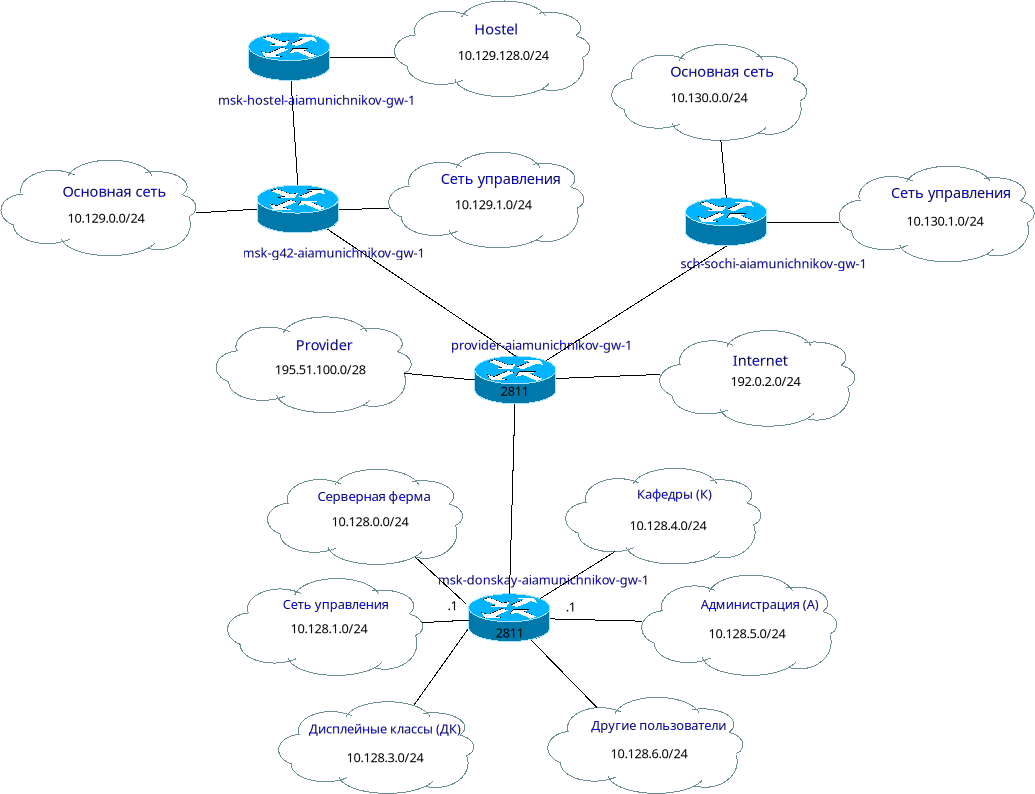 Hostel
10.129.128.0/24
msk-hostel-aiamunichnikov-gw-1
Основная сеть
10.130.0.0/24
Основная сеть
10.129.0.0/24
Сеть управления
10.129.1.0/24
msk-g42-aiamunichnikov-gw-1
Сеть управления
10.130.1.0/24
sch-sochi-aiamunichnikov-gw-1
provider-aiamunichnikov-gw-1
2811
Provider
195.51.100.0/28
Internet
192.0.2.0/24
Серверная ферма
10.128.0.0/24
Кафедры (К)
10.128.4.0/24
msk-donskay-aiamunichnikov-gw-1
.1
.1
2811
Сеть управления
10.128.1.0/24
Администрация (А)
10.128.5.0/24
Дисплейные классы (ДК)
10.128.3.0/24
Другие пользователи
10.128.6.0/24